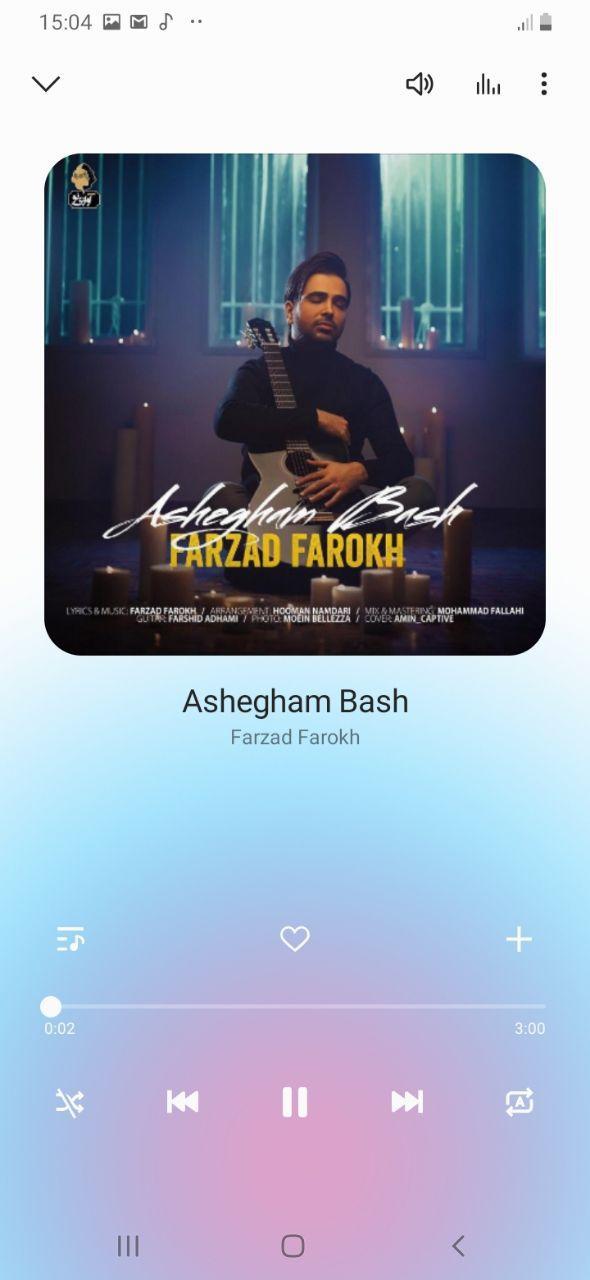 15:04
Ashegham Bash
FARZAD FAROKH
LYRICS & MUSIC: FARZAD FAROKH / ARRANGEMENT: HOOMAN NAMDARI / MIX & MASTERING: MOHAMMAD FALLAHI
GUITAR: FARSHID ADHAMI / PHOTO: MOEIN BELLEZZA / COVER: AMIN_CAPTIVE
Ashegham Bash
Farzad Farokh
0:02
3:00
A